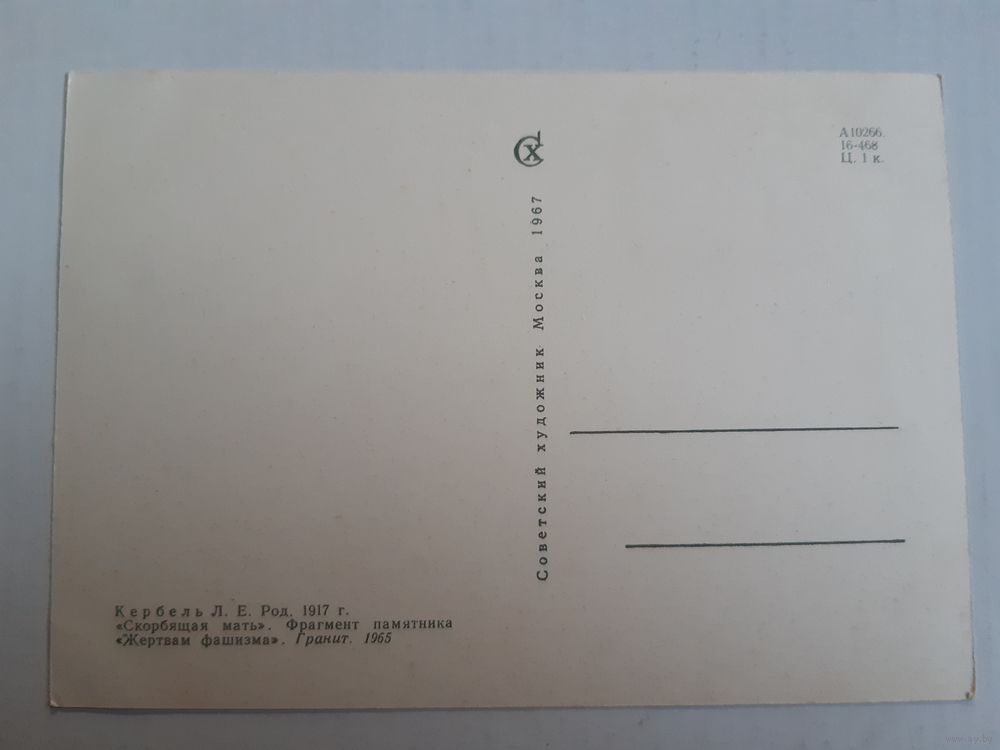 Кербель Л. Е. Род. 1917 г.
«Скорбящая мать». Фрагмент памятника
«Жертвам фашизма». Гранит. 1965
Сх
Советский художник Москва 1967
А10266.
16-468
Ц. 1 к.